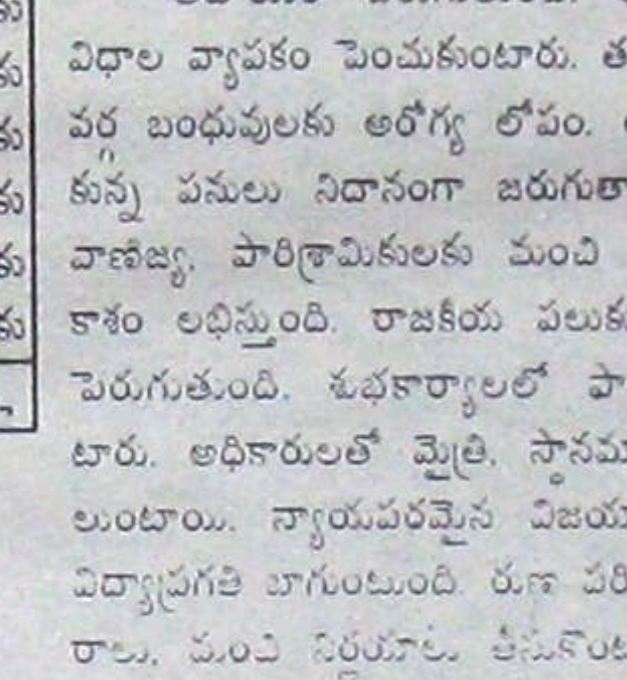 విధాల వ్యాపకం పెంచుకుంటారు. త
వర్గ బంధువులకు అరోగ్య లోపం.
కున్న పనులు నిదానంగా జరుగుతా
వాణిజ్య, పారిశ్రామికులకు మంచి
కాశం లభిస్తుంది. రాజకీయ పలుక
పెరుగుతుంది. శుభకార్యాలలో పా
టారు. అధికారులతో మైత్రి, స్థానమా
లుంటాయి. న్యాయపరమైన విజయ
విద్యాప్రగతి బాగుంటుంది. రుణ పరి
రాలు, మంచి నిర్ణయాలు తీసుకొంట